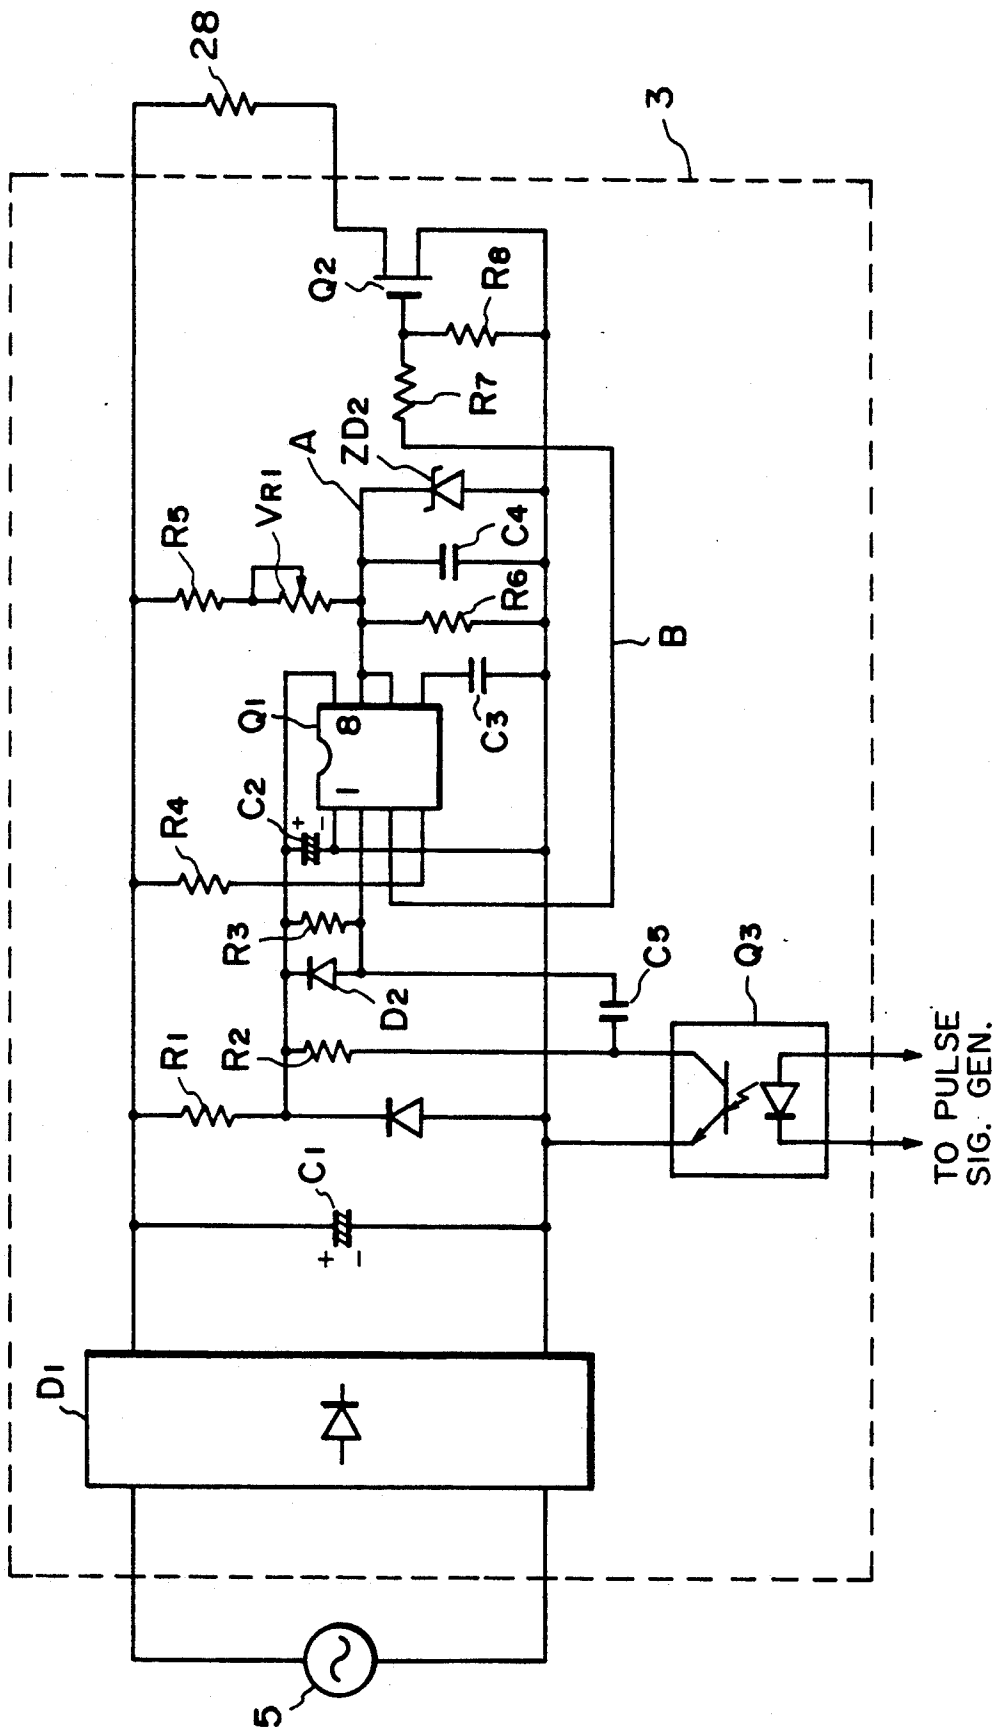 D1
R1
R4
R5
28
R2
R3
C2
Q1
VR1
5
C1
A
Q2
+
−
+
−
1
8
ZD2
D2
R7
R8
C3
R6
C4
C5
B
3
Q3
TO PULSE
SIG. GEN.